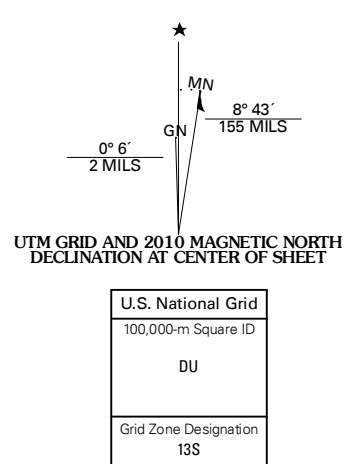 MN
8° 43´
155 MILS
GN
0° 6´
2 MILS
UTM GRID AND 2010 MAGNETIC NORTH
DECLINATION AT CENTER OF SHEET
U.S. National Grid
100,000-m Square ID
DU
Grid Zone Designation
13S